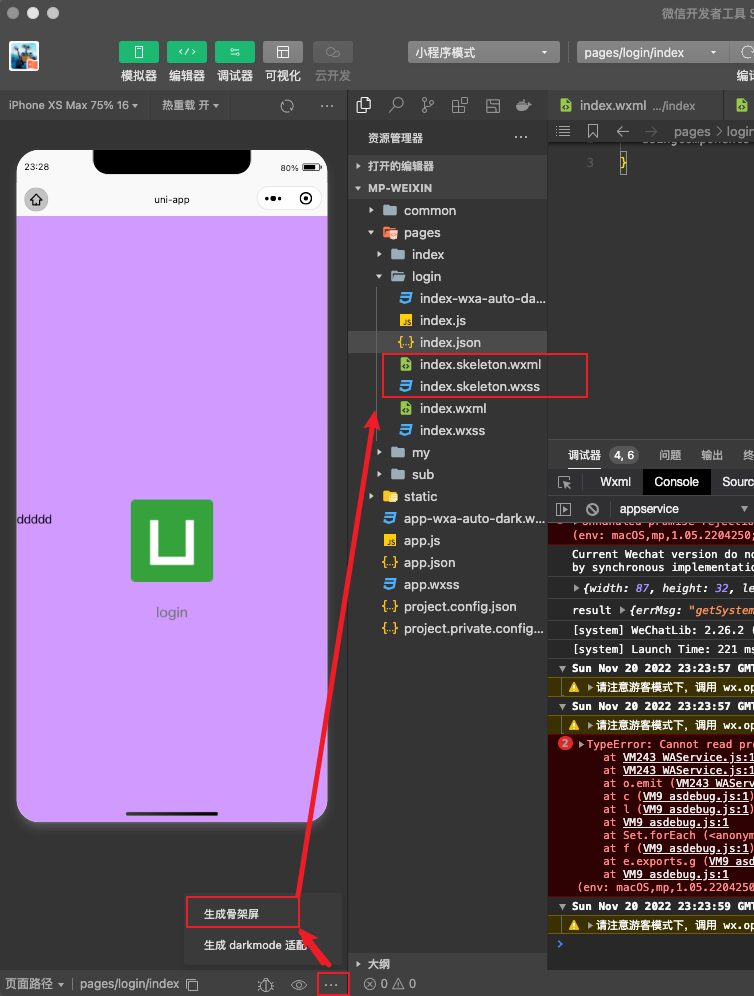 微信开发者工具 S
模拟器
编辑器
调试器
可视化
云开发
小程序模式
pages/login/index
编译
iPhone XS Max 75% 16
热重载 开
23:28
80%
uni-app
ddddd
login
生成骨架屏
生成 darkmode 适配
页面路径
pages/login/index
资源管理器
打开的编辑器
MP-WEIXIN
common
pages
index
login
index-wxa-auto-da...
index.js
index.json
index.skeleton.wxml
index.skeleton.wxss
index.wxml
index.wxss
my
sub
static
app-wxa-auto-dark.w...
app.js
app.json
app.wxss
project.config.json
project.private.config...
大纲
0
0
index.wxml .../index
pages
login
3
}
调试器
4, 6
问题
输出
终
Wxml
Console
Sourc
appservice
(env: macOS,mp,1.05.2204250;
Current Wechat version do no
by synchronous implementatio
{width: 87, height: 32, le
result {errMsg: "getSystem
[system] WeChatLib: 2.26.2 (
[system] Launch Time: 221 ms
Sun Nov 20 2022 23:23:57 GMT
请注意游客模式下，调用 wx.op
Sun Nov 20 2022 23:23:57 GMT
请注意游客模式下，调用 wx.op
2
TypeError: Cannot read pro
at VM243 WAService.js:1
at VM243 WAService.js:1
at o.emit (VM243 WAServ
at c (VM9 asdebug.js:1)
at l (VM9 asdebug.js:1)
at VM9 asdebug.js:1
at Set.forEach (<anonym
at f (VM9 asdebug.js:1)
at e.exports.g (VM9 asd
at VM9 asdebug.js:1
(env: macOS,mp,1.05.2204250
Sun Nov 20 2022 23:23:59 GMT
请注意游客模式下，调用 wx.op